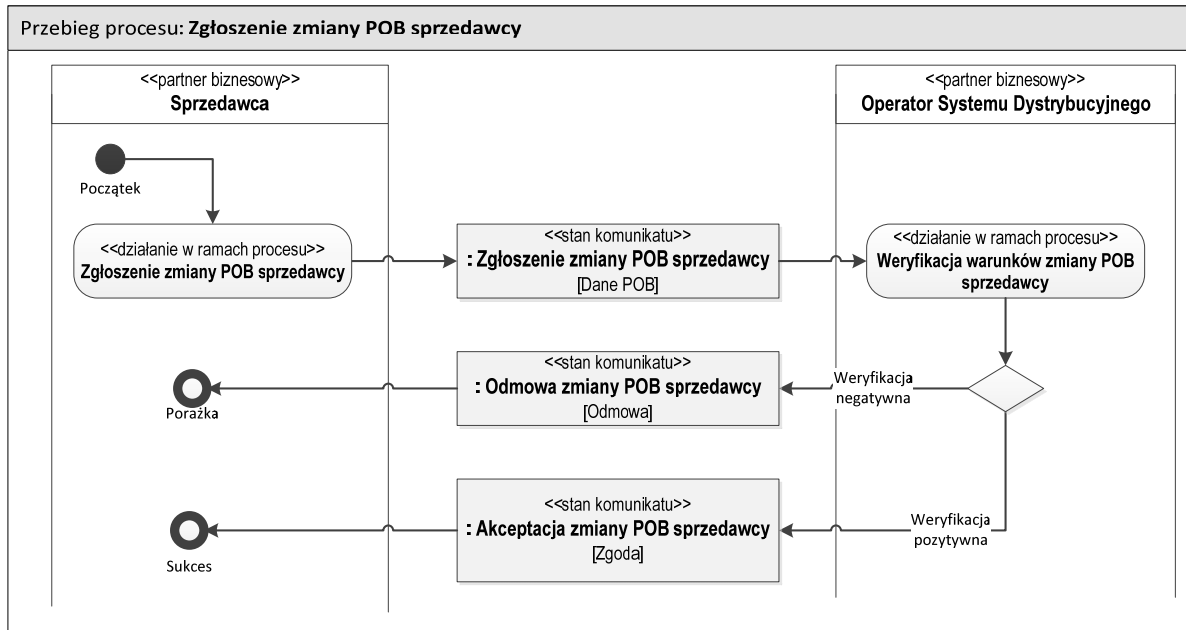 Przebieg procesu: Zgłoszenie zmiany POB sprzedawcy
<<partner biznesowy>>
Sprzedawca
<<partner biznesowy>>
Operator Systemu Dystrybucyjnego
Początek
<<działanie w ramach procesu>>
Zgłoszenie zmiany POB sprzedawcy
<<stan komunikatu>>
: Zgłoszenie zmiany POB sprzedawcy
[Dane POB]
<<działanie w ramach procesu>>
Weryfikacja warunków zmiany POB
sprzedawcy
Porażka
<<stan komunikatu>>
: Odmowa zmiany POB sprzedawcy
[Odmowa]
Weryfikacja
negatywna
Sukces
<<stan komunikatu>>
: Akceptacja zmiany POB sprzedawcy
[Zgoda]
Weryfikacja
pozytywna